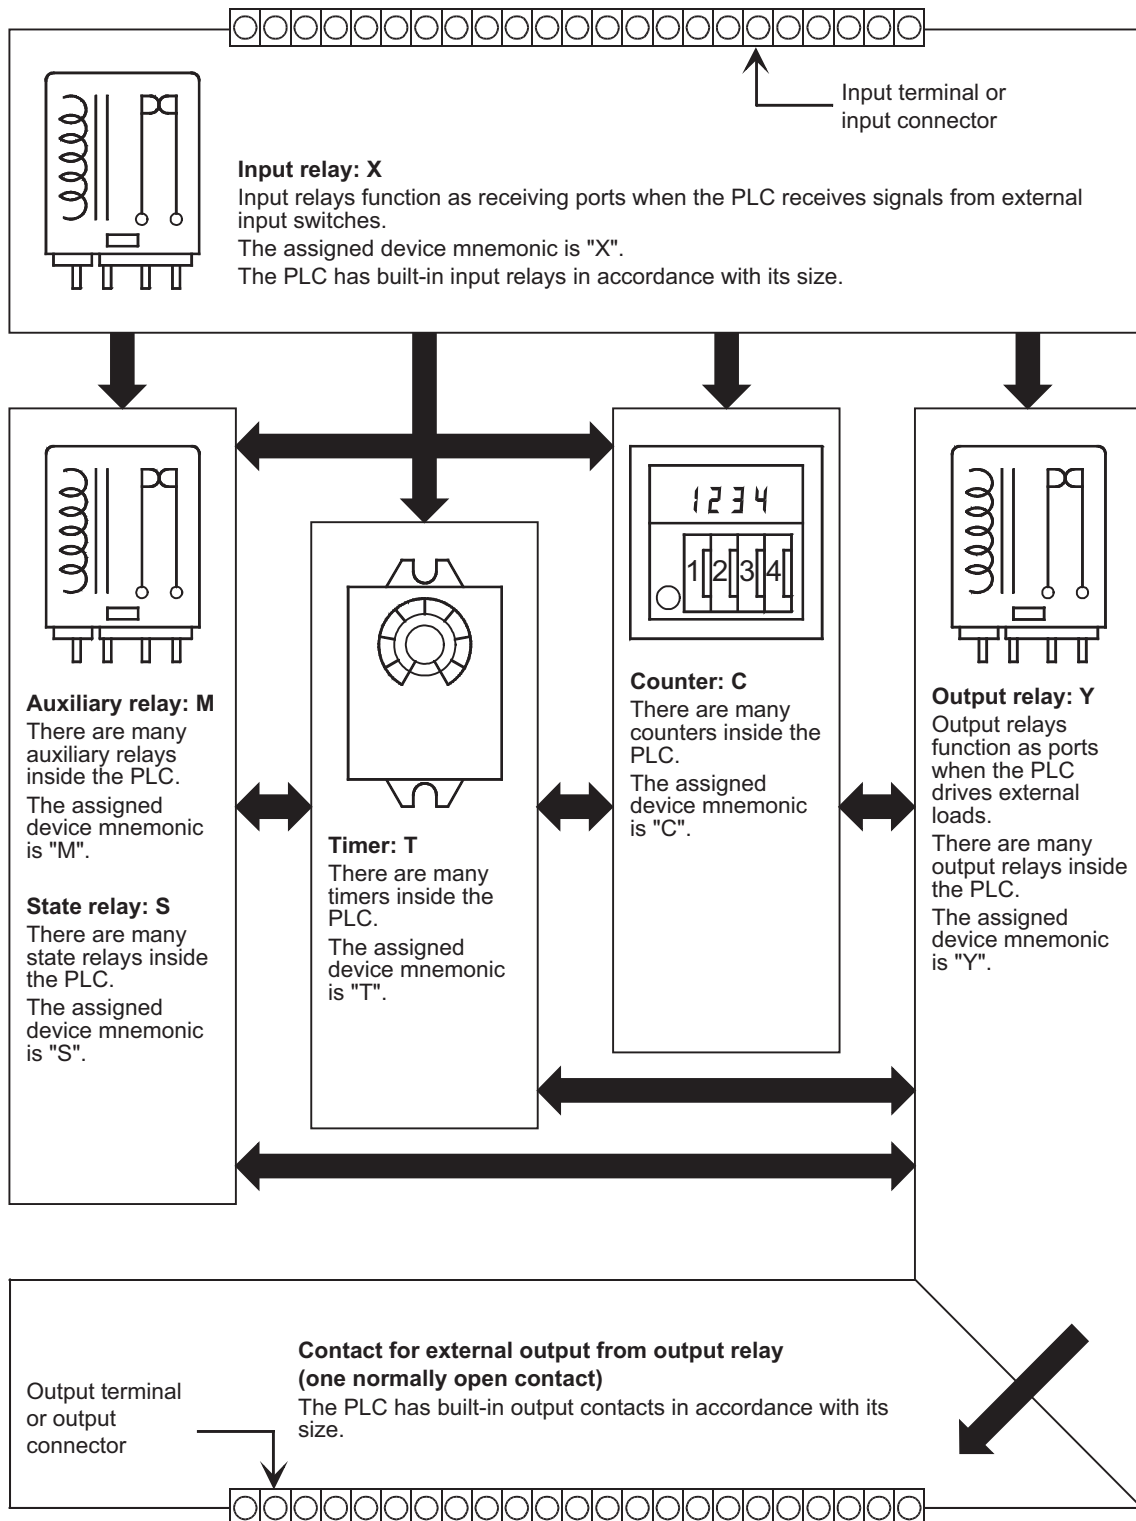 Input terminal or
input connector
Input relay: X
Input relays function as receiving ports when the PLC receives signals from external
input switches.
The assigned device mnemonic is "X".
The PLC has built-in input relays in accordance with its size.
Auxiliary relay: M
There are many
auxiliary relays
inside the PLC.
The assigned
device mnemonic
is "M".
State relay: S
There are many
state relays inside
the PLC.
The assigned
device mnemonic
is "S".
Timer: T
There are many
timers inside the
PLC.
The assigned
device mnemonic
is "T".
1234
1 2 3 4
Counter: C
There are many
counters inside the
PLC.
The assigned
device mnemonic
is "C".
Output relay: Y
Output relays
function as ports
when the PLC
drives external
loads.
There are many
output relays inside
the PLC.
The assigned
device mnemonic
is "Y".
Contact for external output from output relay
(one normally open contact)
The PLC has built-in output contacts in accordance with its
size.
Output terminal
or output
connector